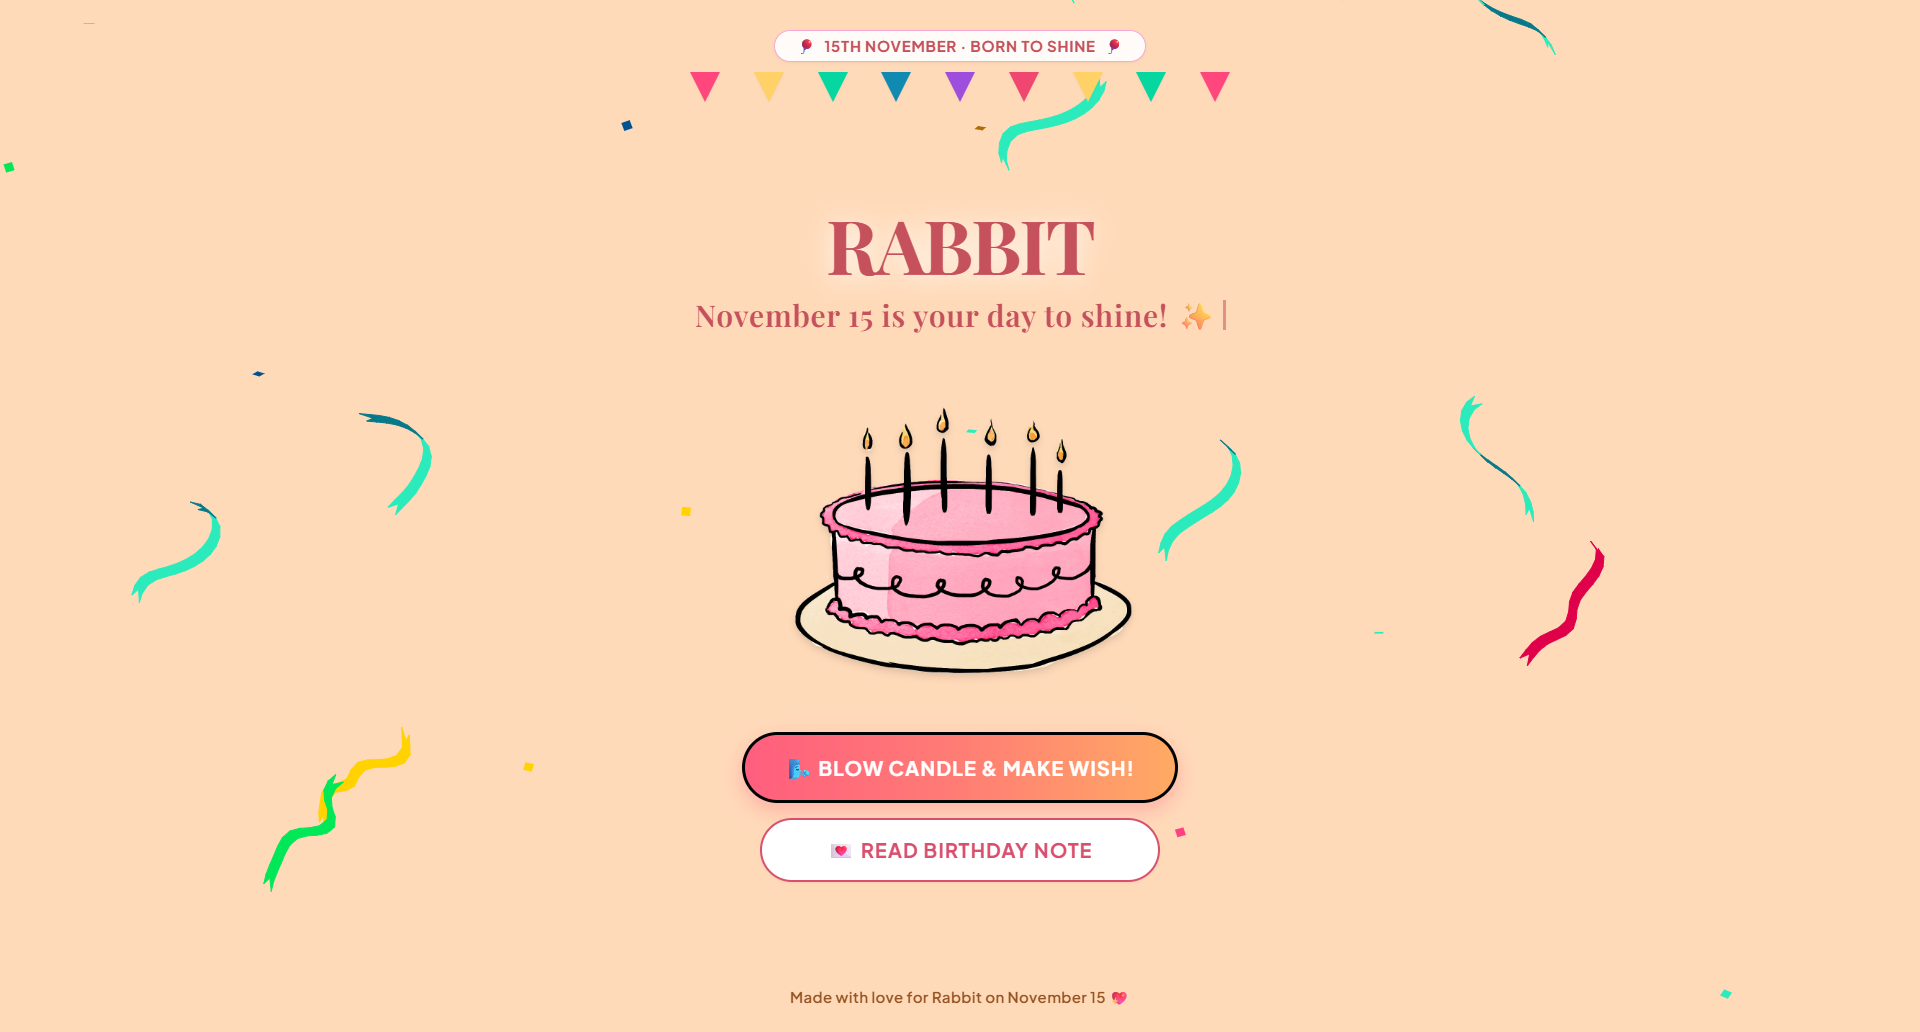 15TH NOVEMBER · BORN TO SHINE
RABBIT
November 15 is your day to shine! ✨
BLOW CANDLE & MAKE WISH!
💌 READ BIRTHDAY NOTE
Made with love for Rabbit on November 15 💖